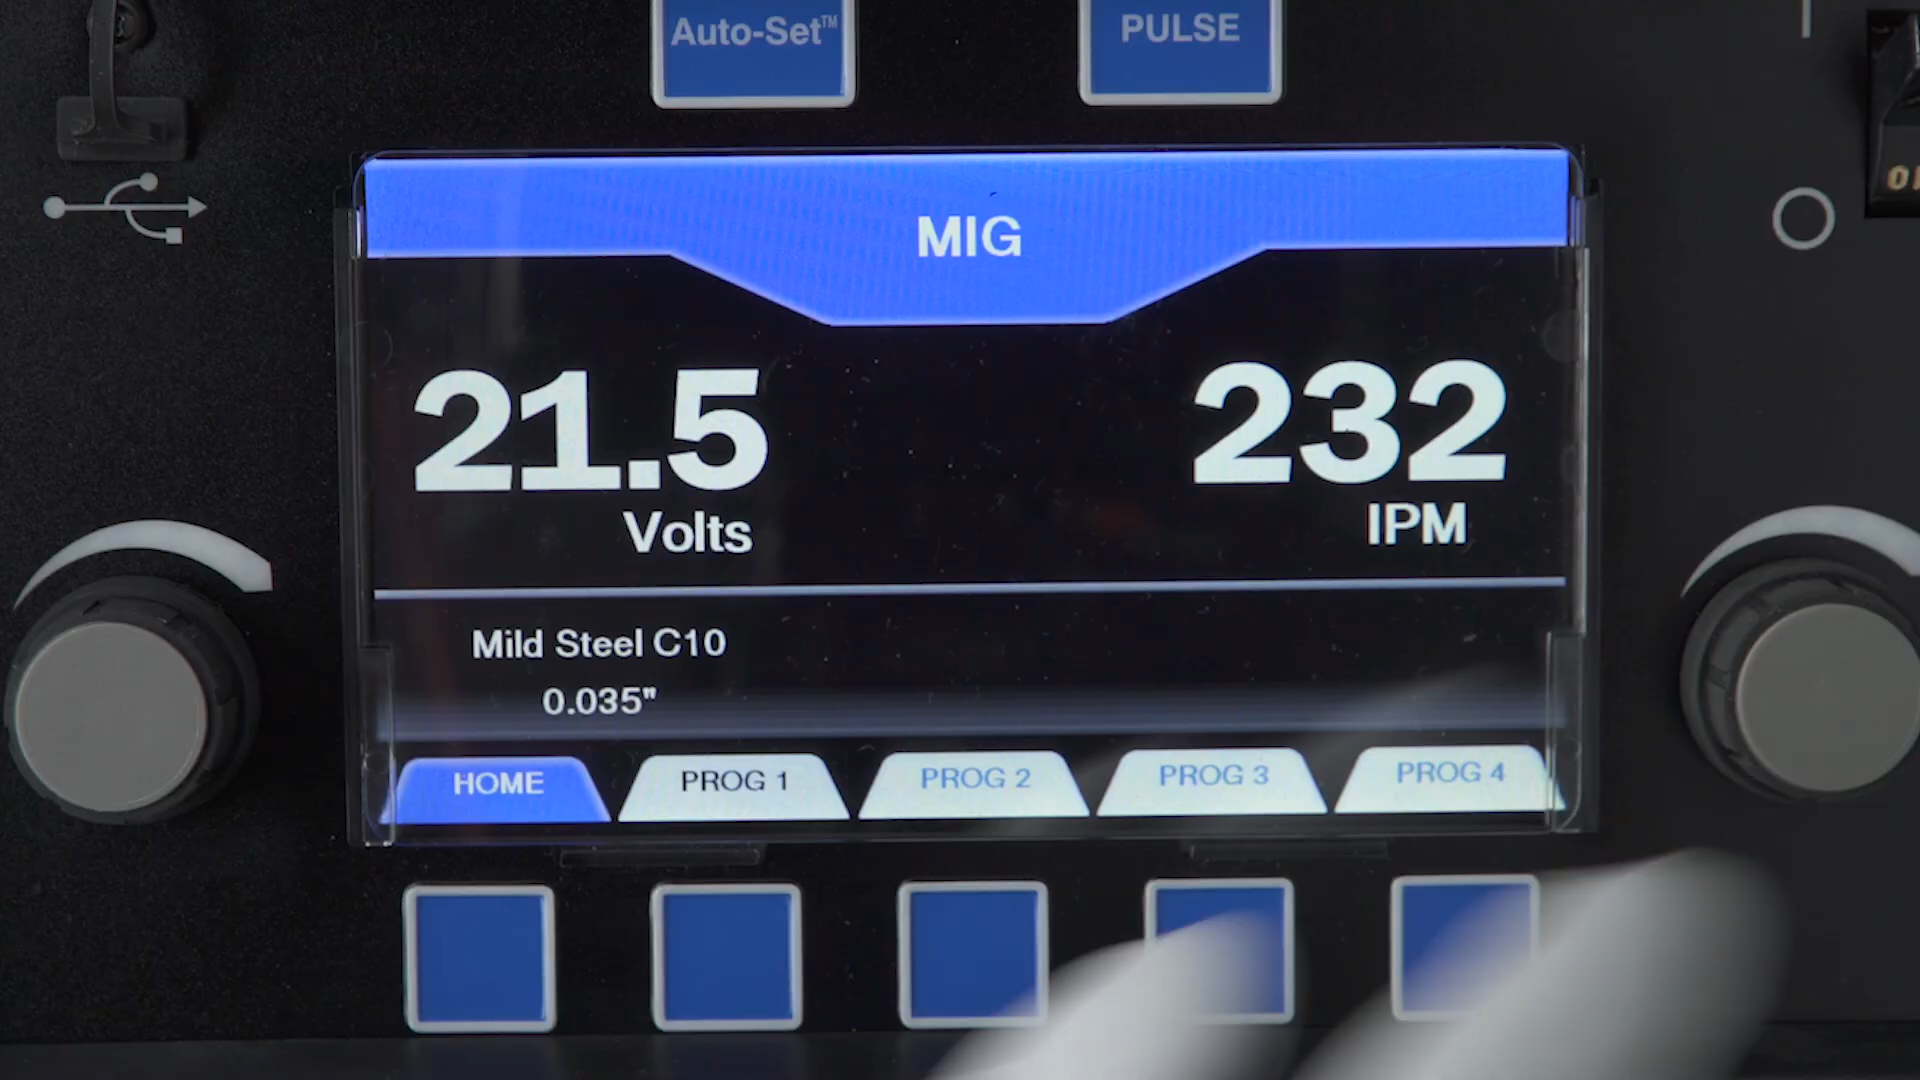 Auto-Set™
PULSE
MIG
21.5
232
Volts
IPM
Mild Steel C10
0.035"
HOME
PROG 1
PROG 2
PROG 3
PROG 4